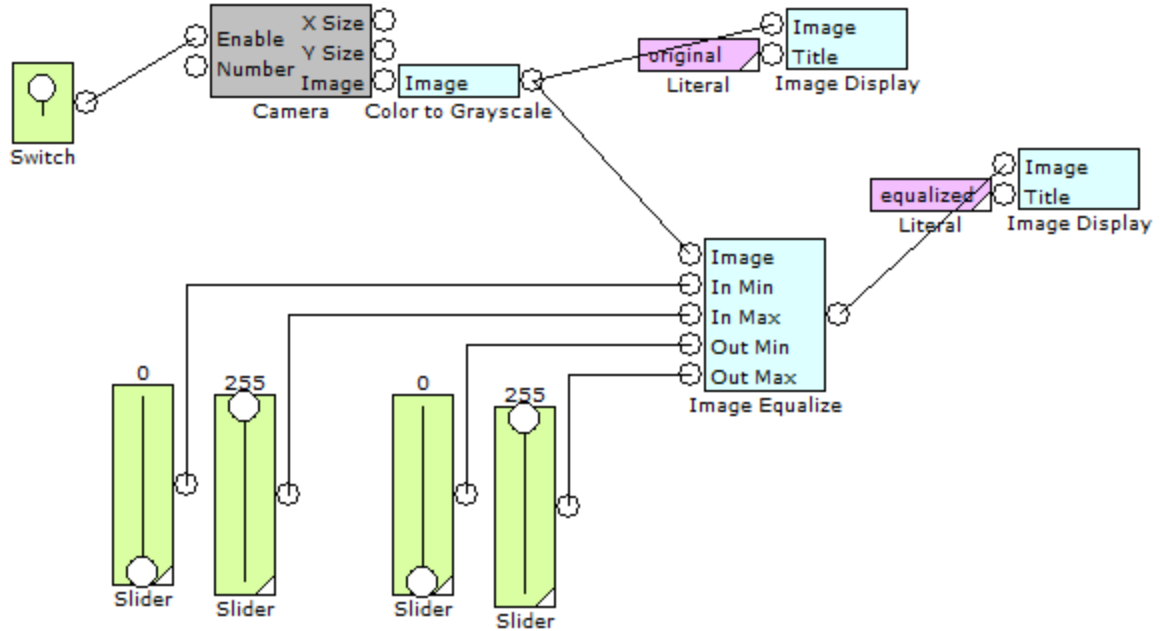 X Size
Enable
Y Size
Number
Image
Camera
Image
Color to Grayscale
original
Literal
Image
Title
Image Display
Switch
equalized
Literal
Image
Title
Image Display
Image
In Min
In Max
Out Min
Out Max
Image Equalize
0
Slider
255
Slider
0
Slider
255
Slider